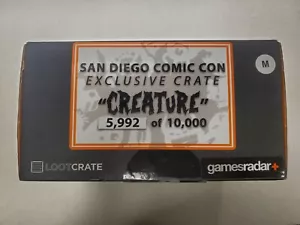 SAN DIEGO COMIC CON
EXCLUSIVE CRATE
M
"CREATURE"
5,992 of 10,000
LOOTCRATE
gamesradar+